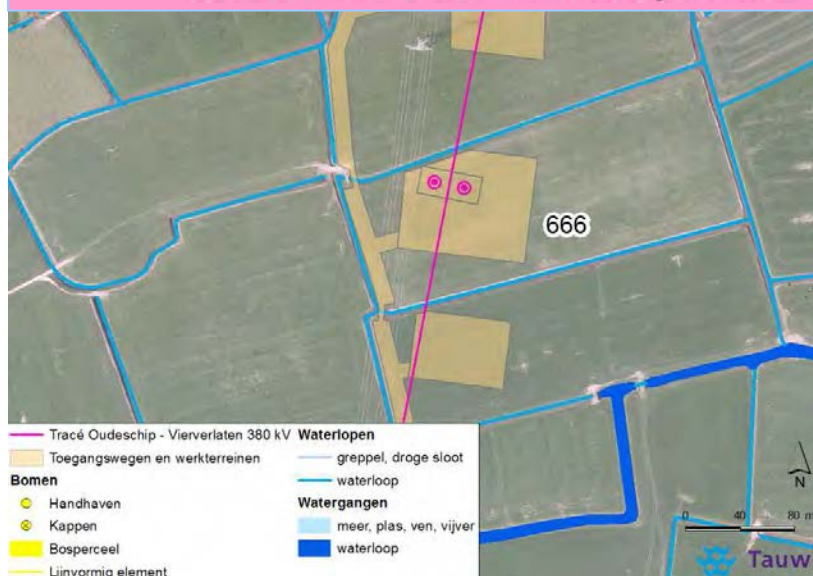 666
Tracé Oudeschip - Vierverlaten 380 kV
Toegangswegen en werkterreinen
Bomen
Handhaven
Kappen
Bosperceel
Lijnvormig element
Waterlopen
greppel, droge sloot
waterloop
Watergangen
meer, plas, ven, vijver
waterloop
N
0 40 80 m
Tauw